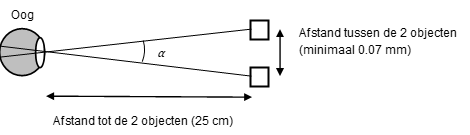 Oog
Afstand tussen de 2 objecten
(minimaal 0.07 mm)
α
Afstand tot de 2 objecten (25 cm)